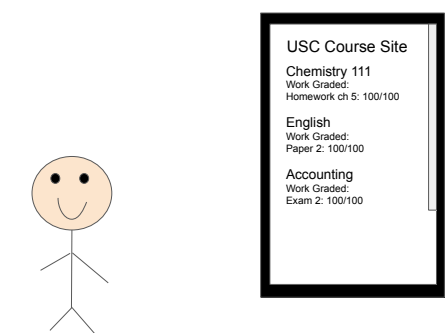 USC Course Site
Chemistry 111
Work Graded:
Homework ch 5: 100/100
English
Work Graded:
Paper 2: 100/100
Accounting
Work Graded:
Exam 2: 100/100